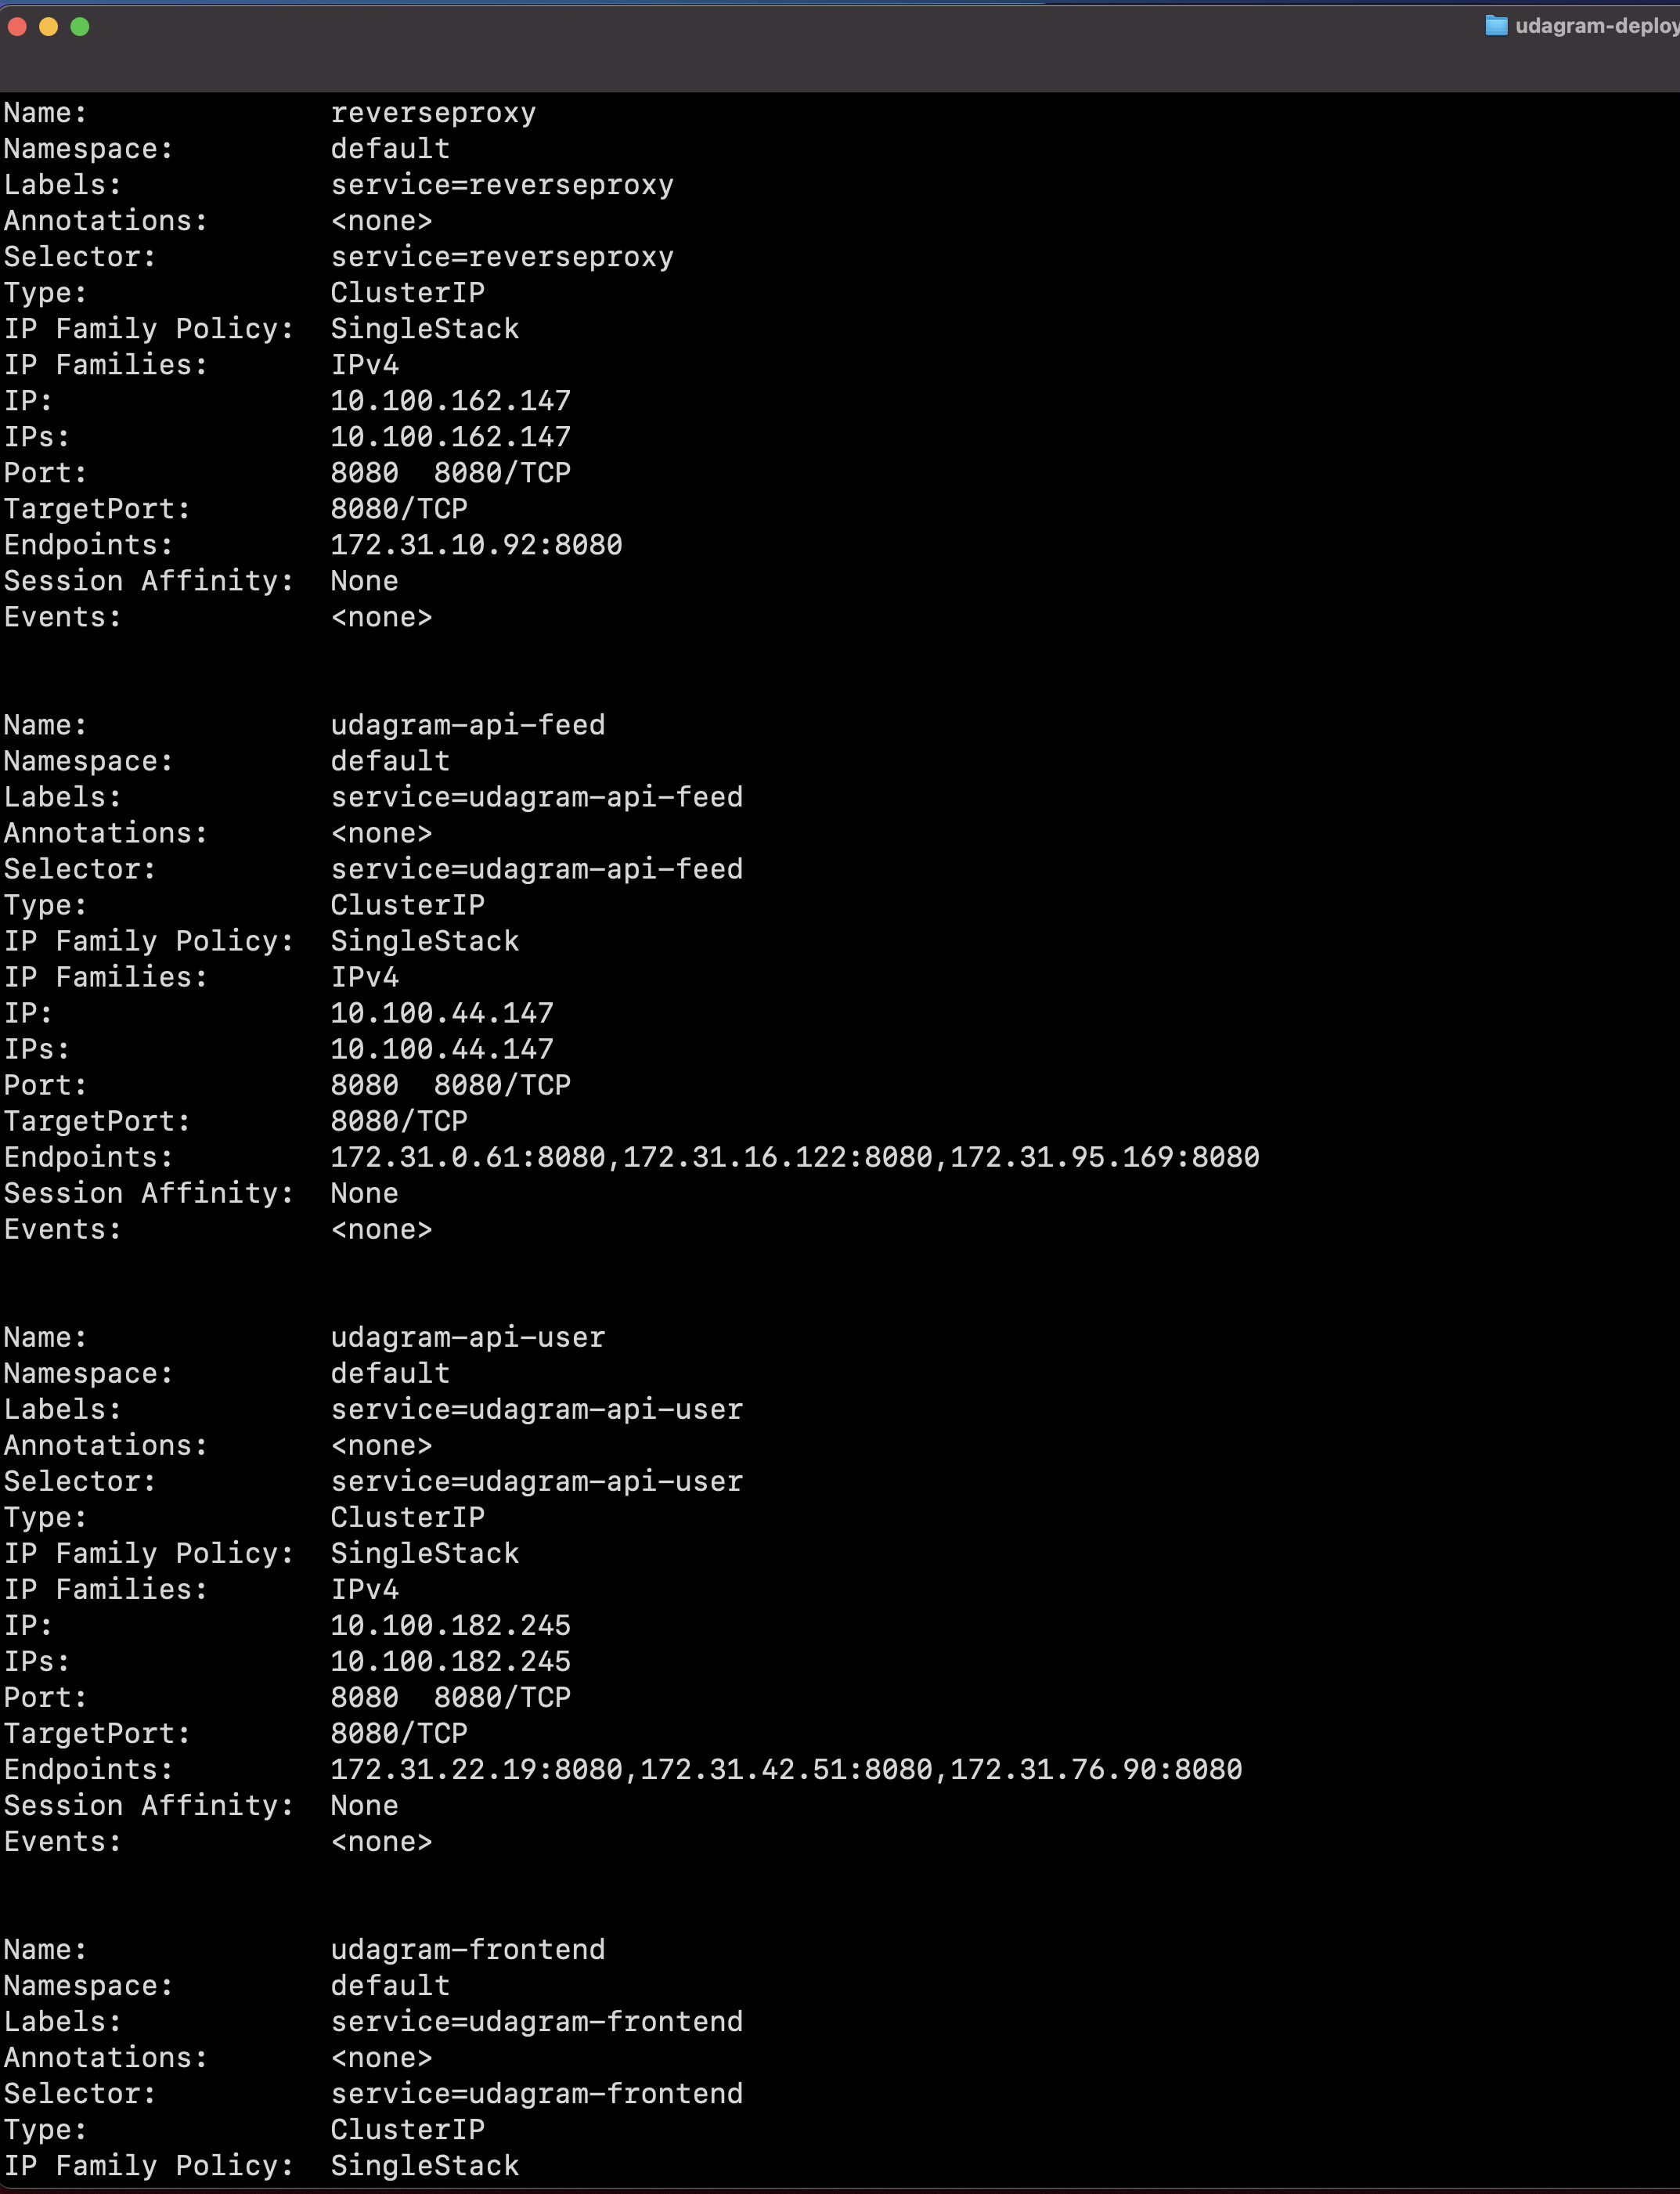 udagram-deploy
Name:              reverseproxy
Namespace:         default
Labels:            service=reverseproxy
Annotations:       <none>
Selector:          service=reverseproxy
Type:              ClusterIP
IP Family Policy:  SingleStack
IP Families:       IPv4
IP:                10.100.162.147
IPs:               10.100.162.147
Port:              8080  8080/TCP
TargetPort:        8080/TCP
Endpoints:         172.31.10.92:8080
Session Affinity:  None
Events:            <none>
Name:              udagram-api-feed
Namespace:         default
Labels:            service=udagram-api-feed
Annotations:       <none>
Selector:          service=udagram-api-feed
Type:              ClusterIP
IP Family Policy:  SingleStack
IP Families:       IPv4
IP:                10.100.44.147
IPs:               10.100.44.147
Port:              8080  8080/TCP
TargetPort:        8080/TCP
Endpoints:         172.31.0.61:8080,172.31.16.122:8080,172.31.95.169:8080
Session Affinity:  None
Events:            <none>
Name:              udagram-api-user
Namespace:         default
Labels:            service=udagram-api-user
Annotations:       <none>
Selector:          service=udagram-api-user
Type:              ClusterIP
IP Family Policy:  SingleStack
IP Families:       IPv4
IP:                10.100.182.245
IPs:               10.100.182.245
Port:              8080  8080/TCP
TargetPort:        8080/TCP
Endpoints:         172.31.22.19:8080,172.31.42.51:8080,172.31.76.90:8080
Session Affinity:  None
Events:            <none>
Name:              udagram-frontend
Namespace:         default
Labels:            service=udagram-frontend
Annotations:       <none>
Selector:          service=udagram-frontend
Type:              ClusterIP
IP Family Policy:  SingleStack